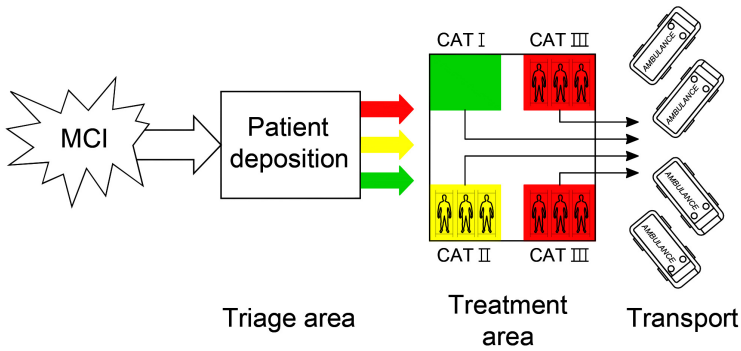 CAT Ⅰ
CAT Ⅲ
AMBULANCE
AMBULANCE
MCI
Patient
deposition
AMBULANCE
AMBULANCE
CAT Ⅱ
CAT Ⅲ
Triage area
Treatment
area
Transport